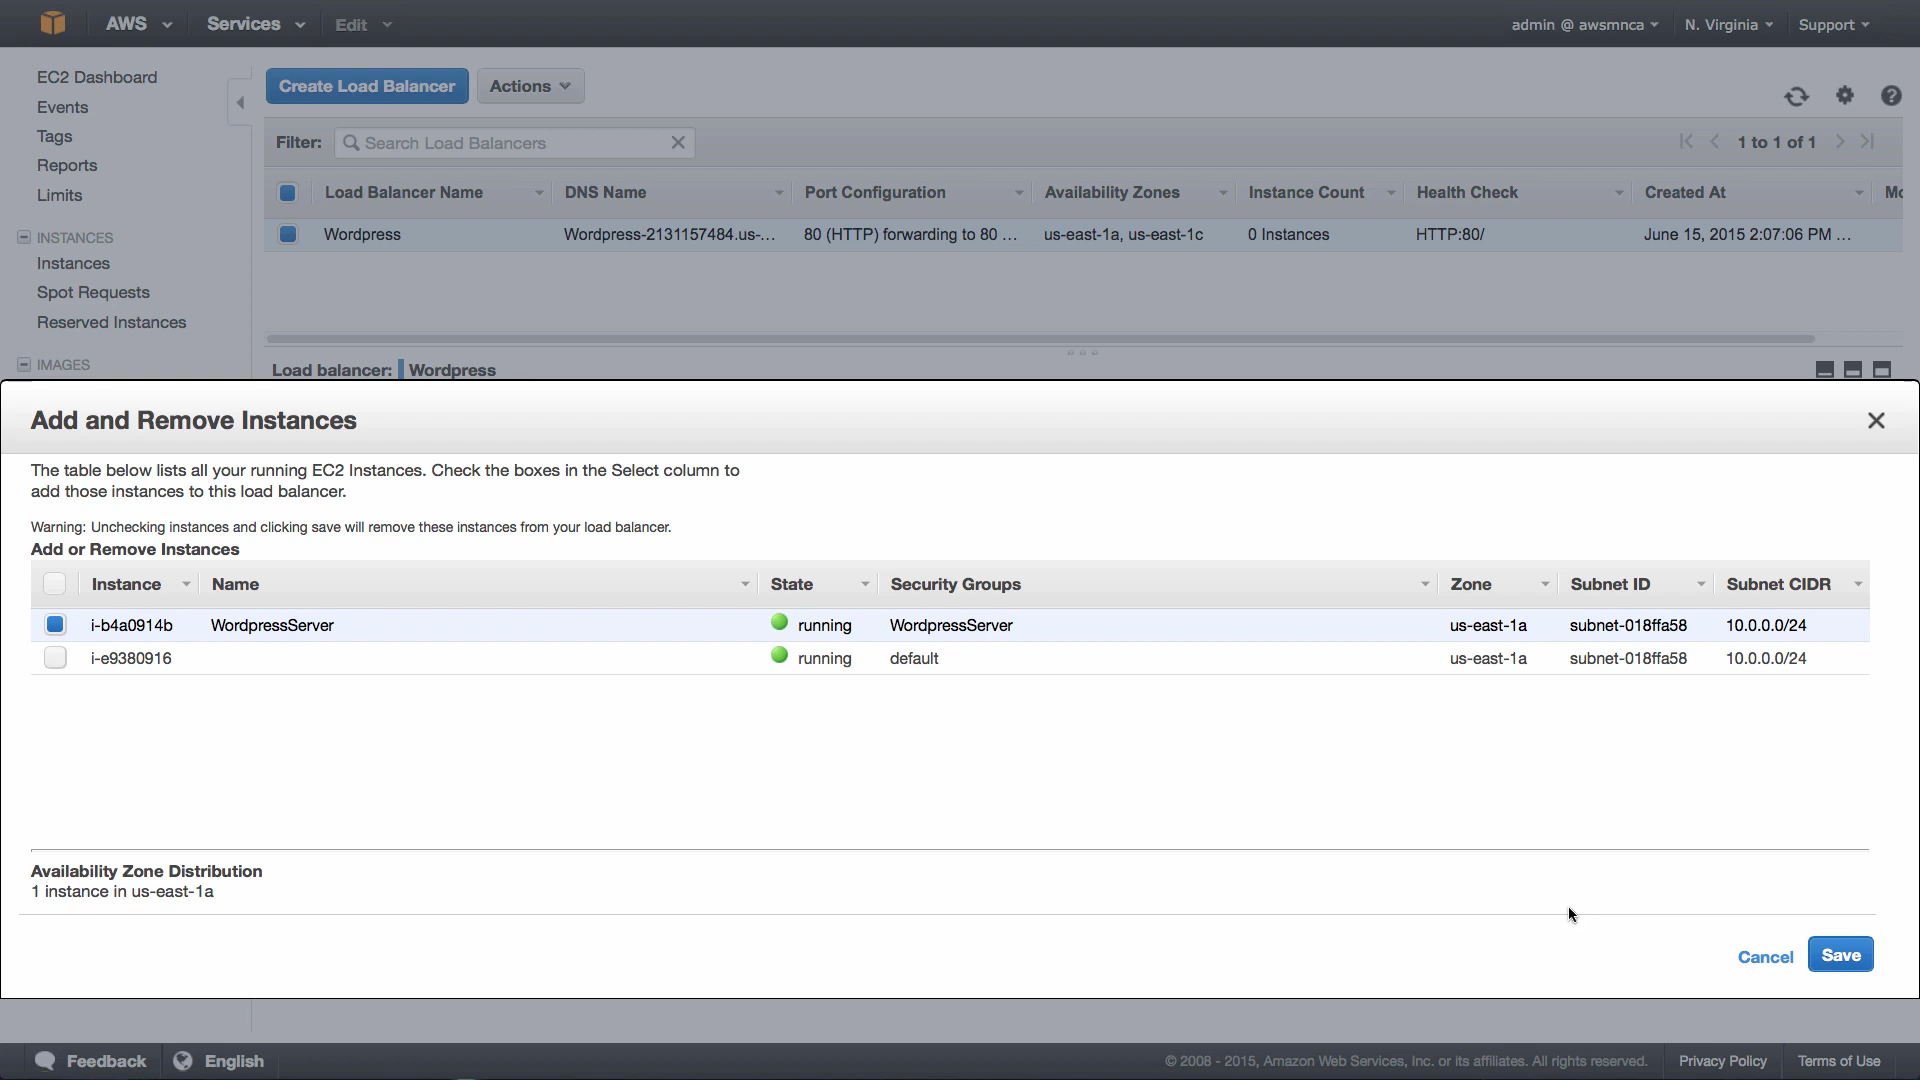 AWS Services Edit admin @ awsmnca N. Virginia Support
EC2 Dashboard
Events
Tags
Reports
Limits
INSTANCES
Instances
Spot Requests
Reserved Instances
IMAGES
Create Load Balancer Actions
Filter: Search Load Balancers 1 to 1 of 1
Load Balancer Name DNS Name Port Configuration Availability Zones Instance Count Health Check Created At Mo
Wordpress Wordpress-2131157484.us-... 80 (HTTP) forwarding to 80 ... us-east-1a, us-east-1c 0 Instances HTTP:80/ June 15, 2015 2:07:06 PM ...
Load balancer: Wordpress
Add and Remove Instances
The table below lists all your running EC2 Instances. Check the boxes in the Select column to
add those instances to this load balancer.
Warning: Unchecking instances and clicking save will remove these instances from your load balancer.
Add or Remove Instances
Instance Name State Security Groups Zone Subnet ID Subnet CIDR
i-b4a0914b WordpressServer running WordpressServer us-east-1a subnet-018ffa58 10.0.0.0/24
i-e9380916 running default us-east-1a subnet-018ffa58 10.0.0.0/24
Availability Zone Distribution
1 instance in us-east-1a
Cancel Save
Feedback English © 2008 - 2015, Amazon Web Services, Inc. or its affiliates. All rights reserved. Privacy Policy Terms of Use